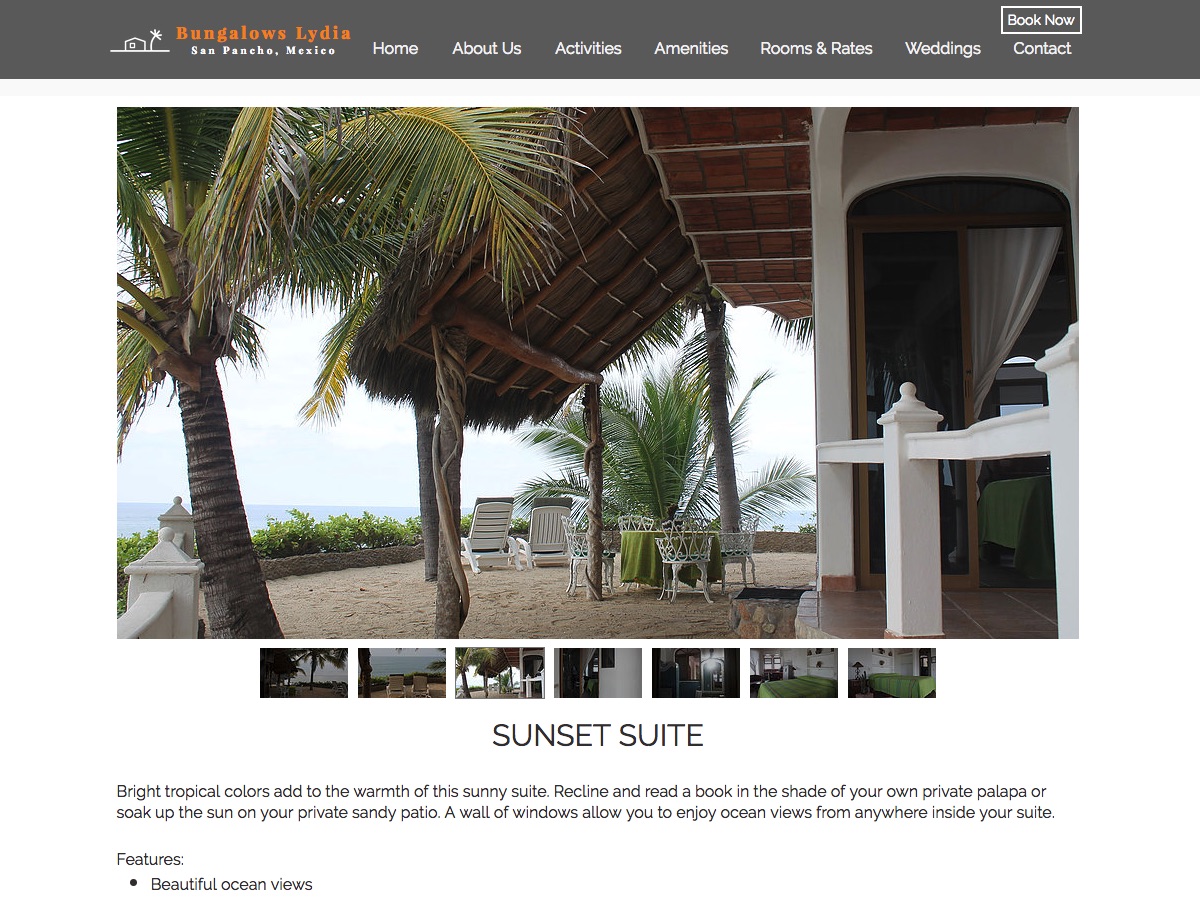 Bungalows Lydia
San Pancho, Mexico
Book Now
Home
About Us
Activities
Amenities
Rooms & Rates
Weddings
Contact
SUNSET SUITE
Bright tropical colors add to the warmth of this sunny suite. Recline and read a book in the shade of your own private palapa or
soak up the sun on your private sandy patio. A wall of windows allow you to enjoy ocean views from anywhere inside your suite.
Features:
Beautiful ocean views